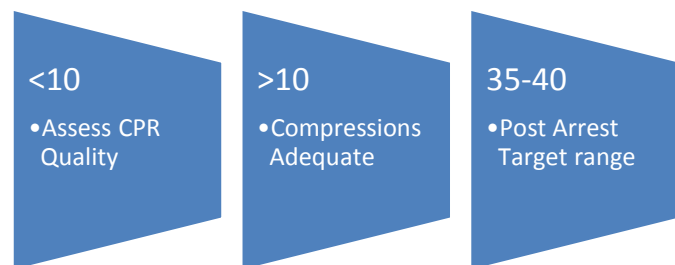 <10
•Assess CPR
Quality
>10
•Compressions
Adequate
35-40
•Post Arrest
Target range